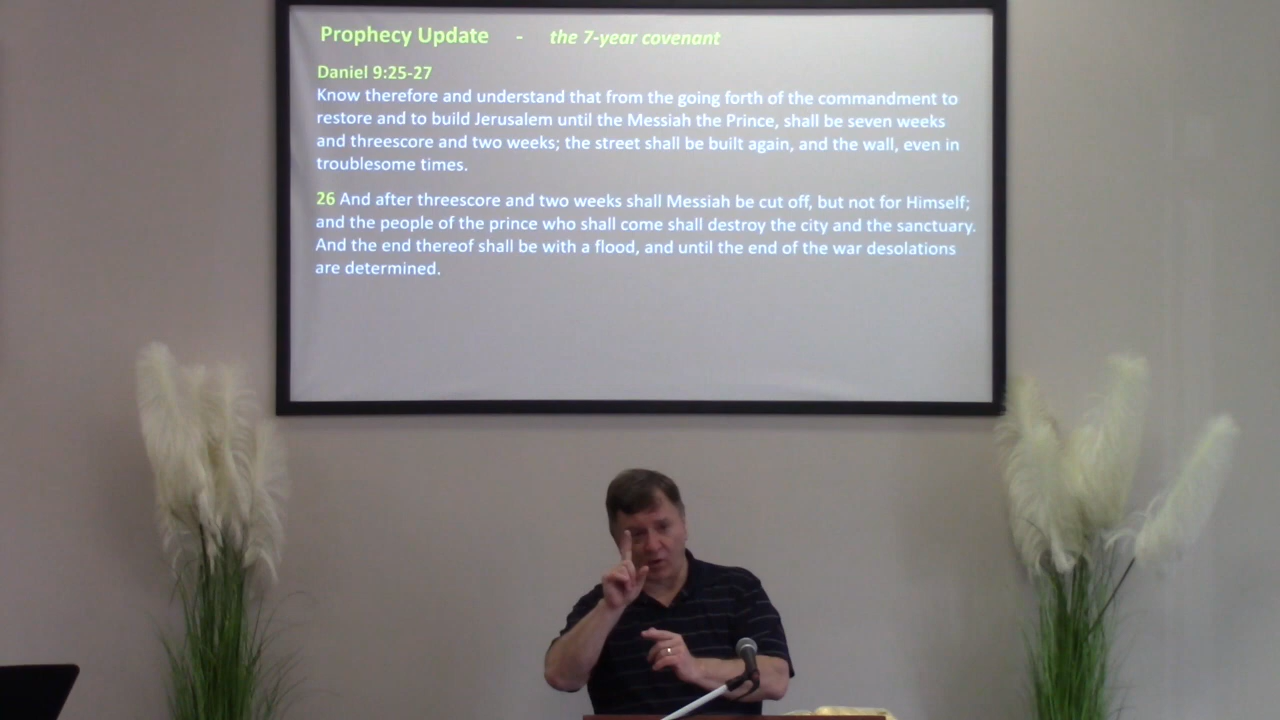 Prophecy Update - the 7-year covenant
Daniel 9:25-27
Know therefore and understand that from the going forth of the commandment to
restore and to build Jerusalem until the Messiah the Prince, shall be seven weeks
and threescore and two weeks; the street shall be built again, and the wall, even in
troublesome times.
26 And after threescore and two weeks shall Messiah be cut off, but not for Himself;
and the people of the prince who shall come shall destroy the city and the sanctuary.
And the end thereof shall be with a flood, and until the end of the war desolations
are determined.